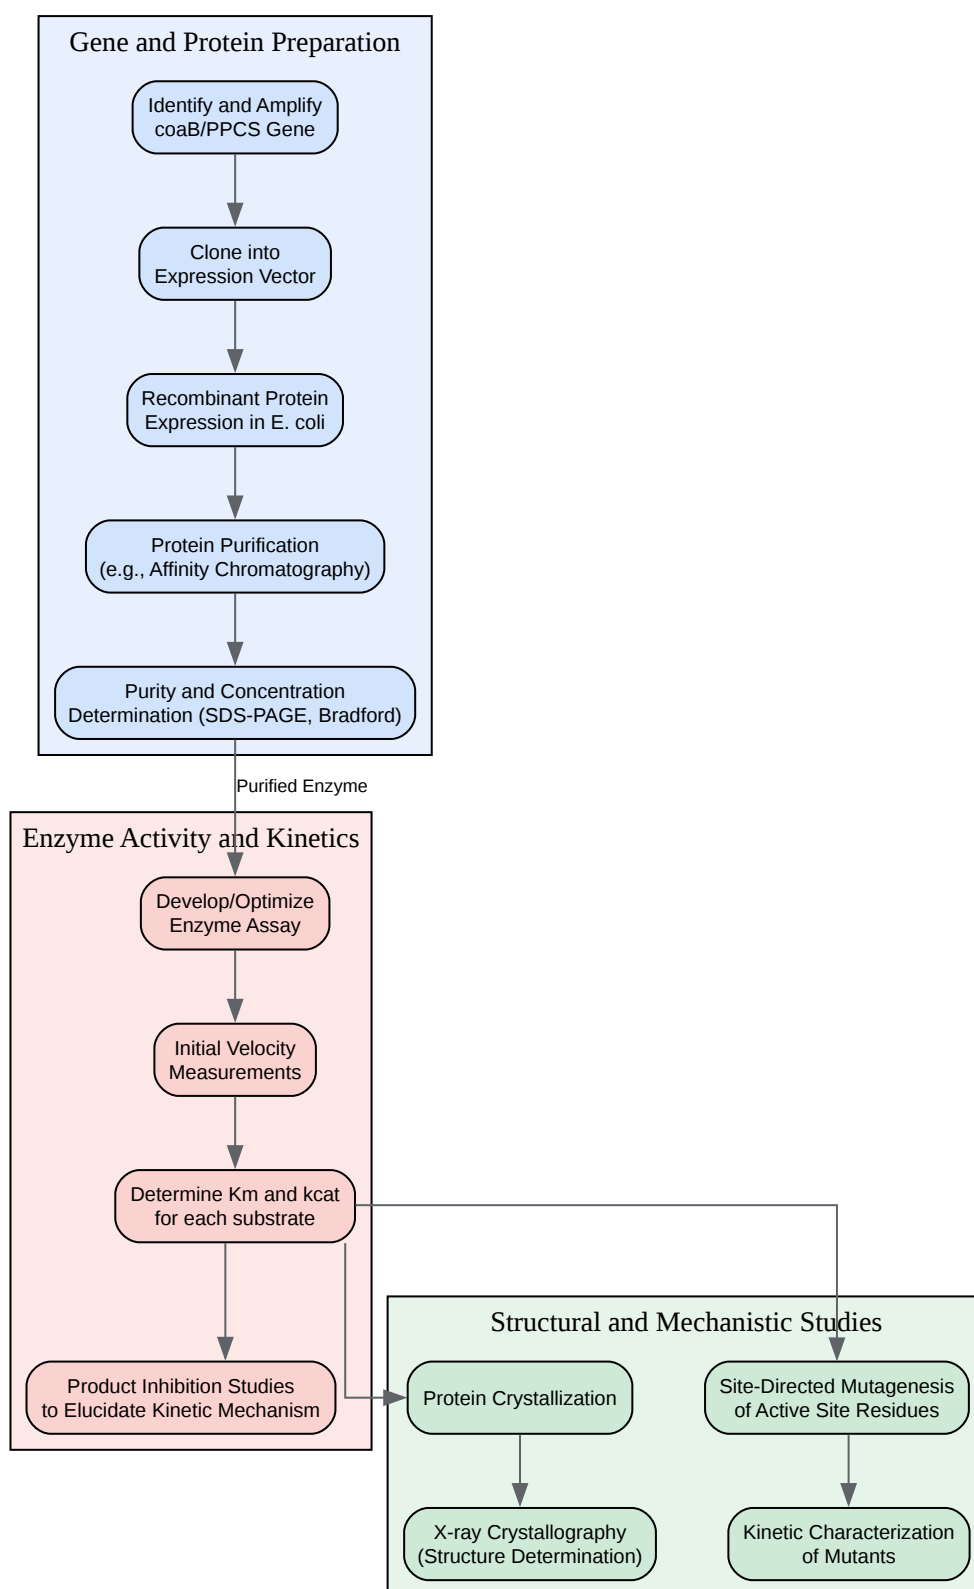 Gene and Protein Preparation
Identify and Amplify
coaB/PPCS Gene
Clone into
Expression Vector
Recombinant Protein
Expression in E. coli
Protein Purification
(e.g., Affinity Chromatography)
Purity and Concentration
Determination (SDS-PAGE, Bradford)
Purified Enzyme
Enzyme Activity and Kinetics
Develop/Optimize
Enzyme Assay
Initial Velocity
Measurements
Determine Km and kcat
for each substrate
Product Inhibition Studies
to Elucidate Kinetic Mechanism
Structural and Mechanistic Studies
Protein Crystallization
Site-Directed Mutagenesis
of Active Site Residues
X-ray Crystallography
(Structure Determination)
Kinetic Characterization
of Mutants